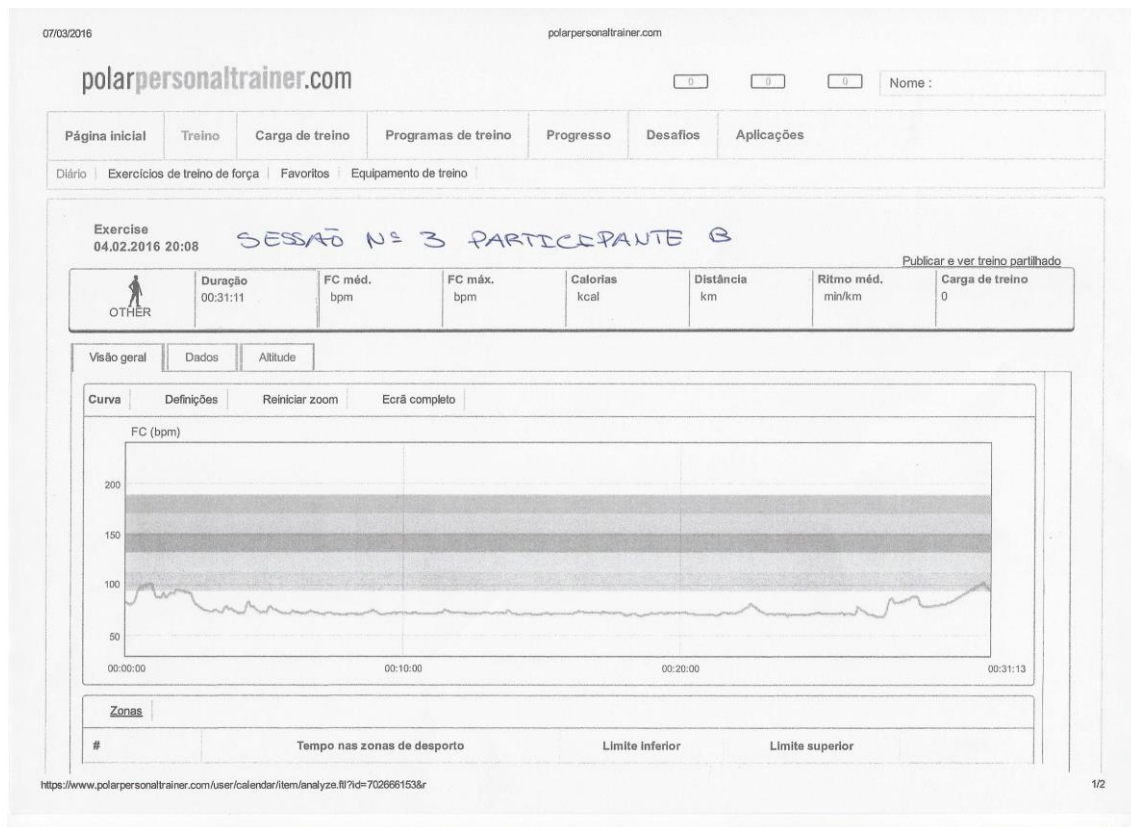 07/03/2016 polarpersonaltrainer.com
polarpersonaltrainer.com 0 0 0 Nome :
Página inicial Treino Carga de treino Programas de treino Progresso Desafios Aplicações
Diário Exercícios de treino de força Favoritos Equipamento de treino
Exercise
04.02.2016 20:08 SESSÃO Nº 3 PARTICIPANTE B
Publicar e ver treino partilhado
Duração FC méd. FC máx. Calorias Distância Ritmo méd. Carga de treino
00:31:11 bpm bpm kcal km min/km 0
OTHER
Visão geral Dados Altitude
Curva Definições Reiniciar zoom Ecrã completo
FC (bpm)
200
150
100
50
00:00:00 00:10:00 00:20:00 00:31:13
Zonas
# Tempo nas zonas de desporto Limite inferior Limite superior
https://www.polarpersonaltrainer.com/user/calendar/item/analyze.ftl?id=702666153&r 1/2